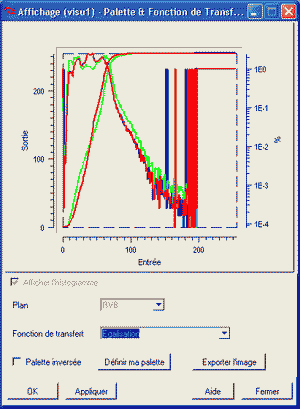 Affichage (visu1) - Palette & Fonction de Transf...
Sortie
200
100
0
0
100
200
Entrée
1E0
1E-1
1E-2
1E-3
1E-4
%
Afficher l'histogramme
Plan
RVB
Fonction de transfert
Egalisation
Palette inversée
Définir ma palette
Exporter l'image
OK
Appliquer
Aide
Fermer